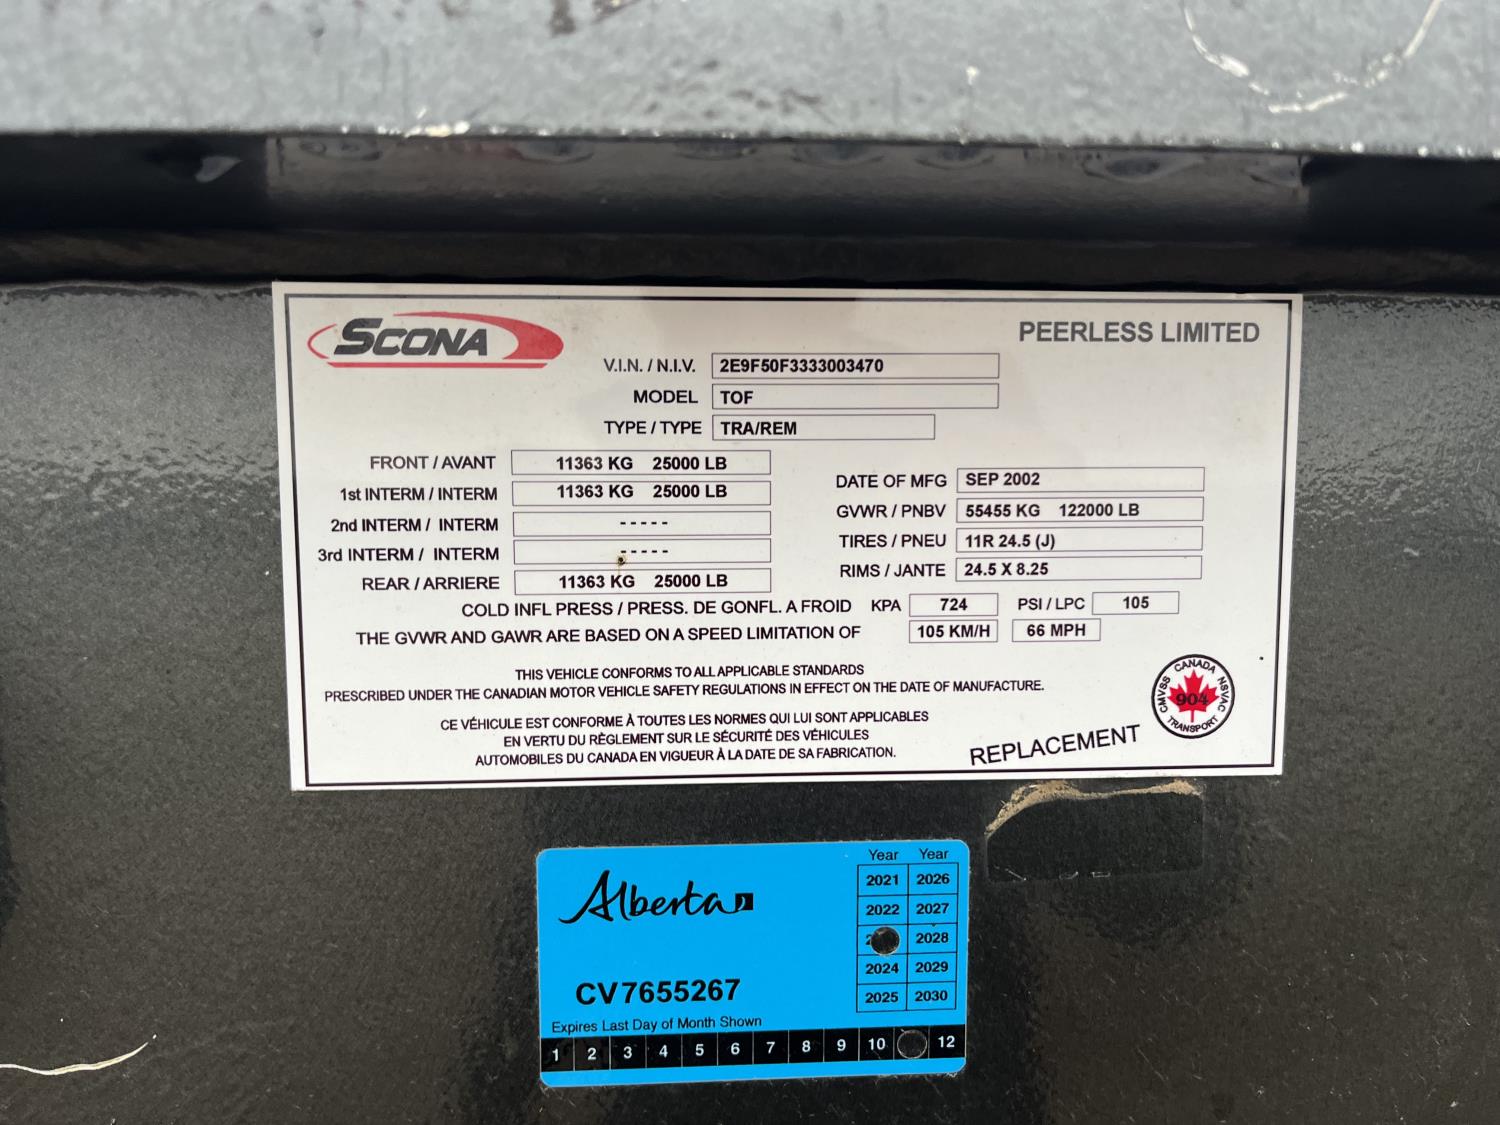 SCONA
PEERLESS LIMITED
V.I.N. / N.I.V. 2E9F50F3333003470
MODEL TOF
TYPE / TYPE TRA/REM
FRONT / AVANT 11363 KG 25000 LB
1st INTERM / INTERM 11363 KG 25000 LB
2nd INTERM / INTERM -----
3rd INTERM / INTERM -----
REAR / ARRIERE 11363 KG 25000 LB
DATE OF MFG SEP 2002
GVWR / PNBV 55455 KG 122000 LB
TIRES / PNEU 11R 24.5 (J)
RIMS / JANTE 24.5 X 8.25
COLD INFL PRESS / PRESS. DE GONFL. A FROID KPA 724 PSI / LPC 105
THE GVWR AND GAWR ARE BASED ON A SPEED LIMITATION OF 105 KM/H 66 MPH
THIS VEHICLE CONFORMS TO ALL APPLICABLE STANDARDS
PRESCRIBED UNDER THE CANADIAN MOTOR VEHICLE SAFETY REGULATIONS IN EFFECT ON THE DATE OF MANUFACTURE.
CE VÉHICULE EST CONFORME À TOUTES LES NORMES QUI LUI SONT APPLICABLES
EN VERTU DU RÈGLEMENT SUR LE SÉCURITÉ DES VÉHICULES
AUTOMOBILES DU CANADA EN VIGUEUR À LA DATE DE SA FABRICATION.
REPLACEMENT
CANADA
CMVSS 904 NSVAC
TRANSPORT
Alberta
Year Year
2021 2026
2022 2027
2028
2024 2029
2025 2030
CV7655267
Expires Last Day of Month Shown
1 2 3 4 5 6 7 8 9 10 12